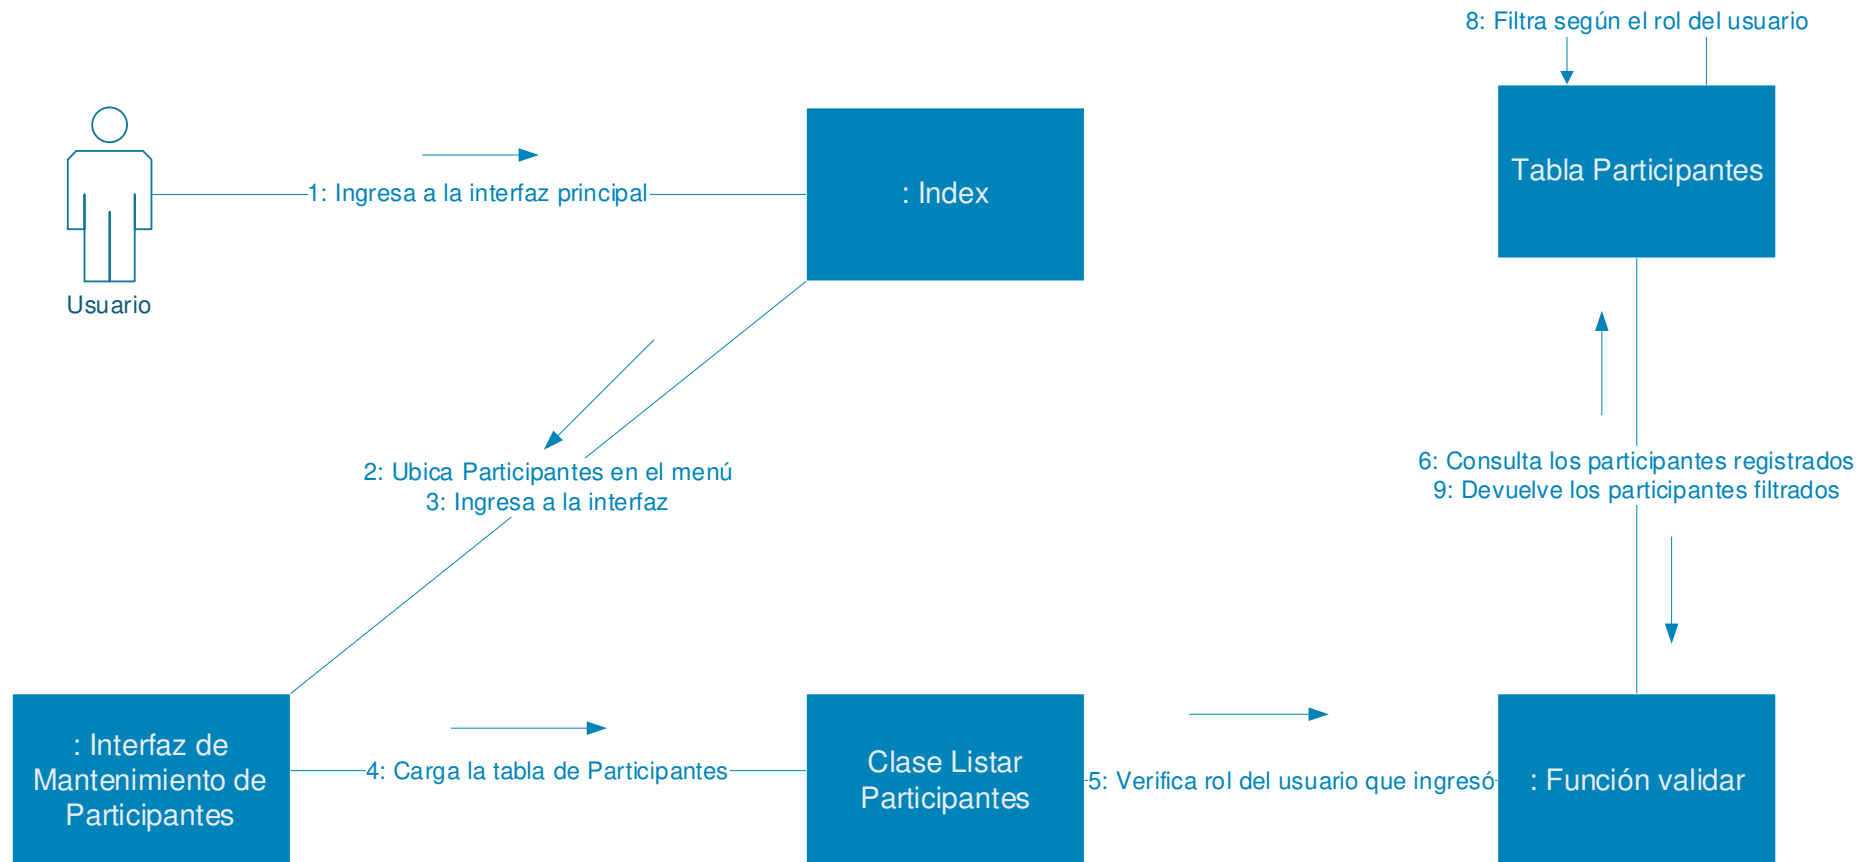 8: Filtra según el rol del usuario
Tabla Participantes
1: Ingresa a la interfaz principal
: Index
Usuario
2: Ubica Participantes en el menú
3: Ingresa a la interfaz
6: Consulta los participantes registrados
9: Devuelve los participantes filtrados
: Interfaz de
Mantenimiento de
Participantes
4: Carga la tabla de Participantes
Clase Listar
Participantes
5: Verifica rol del usuario que ingresó
: Función validar